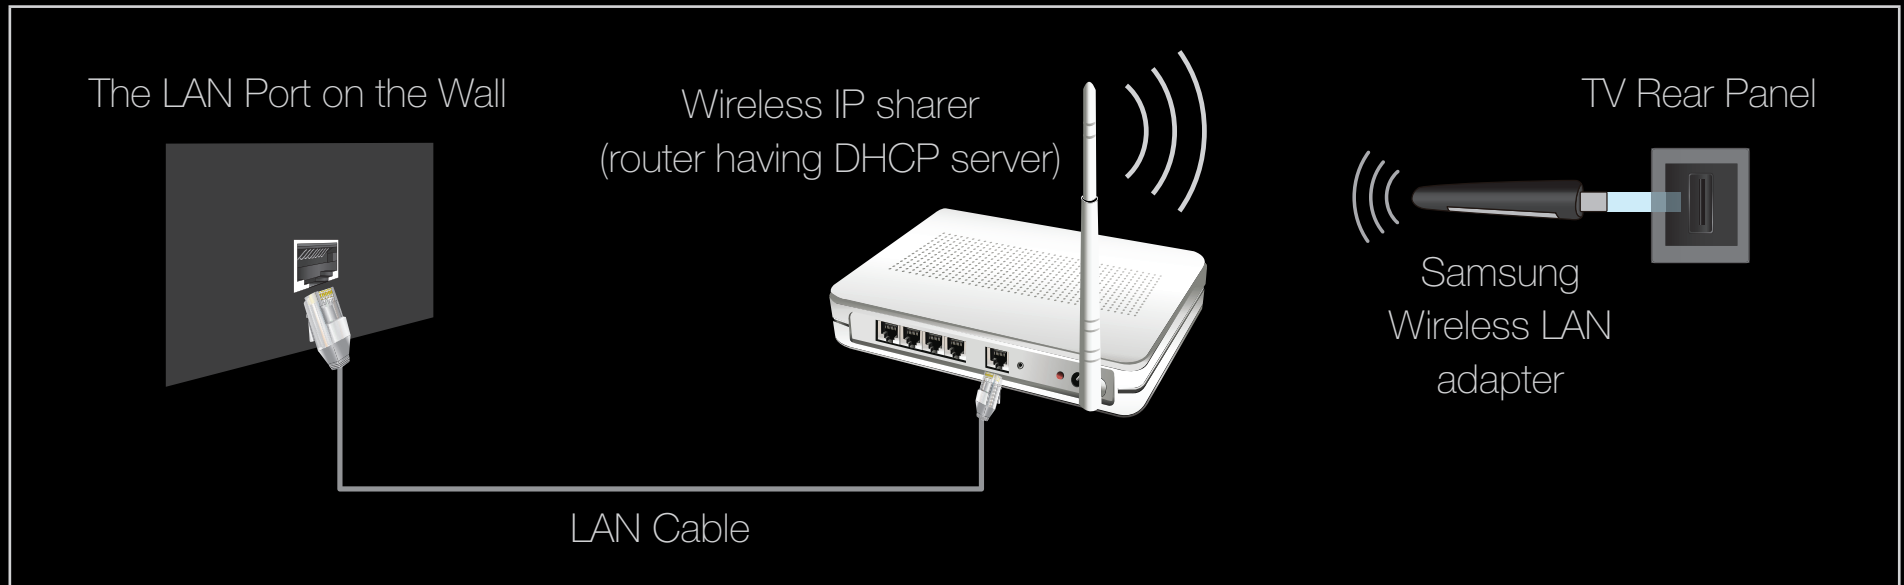 The LAN Port on the Wall
Wireless IP sharer
(router having DHCP server)
TV Rear Panel
Samsung
Wireless LAN
adapter
LAN Cable